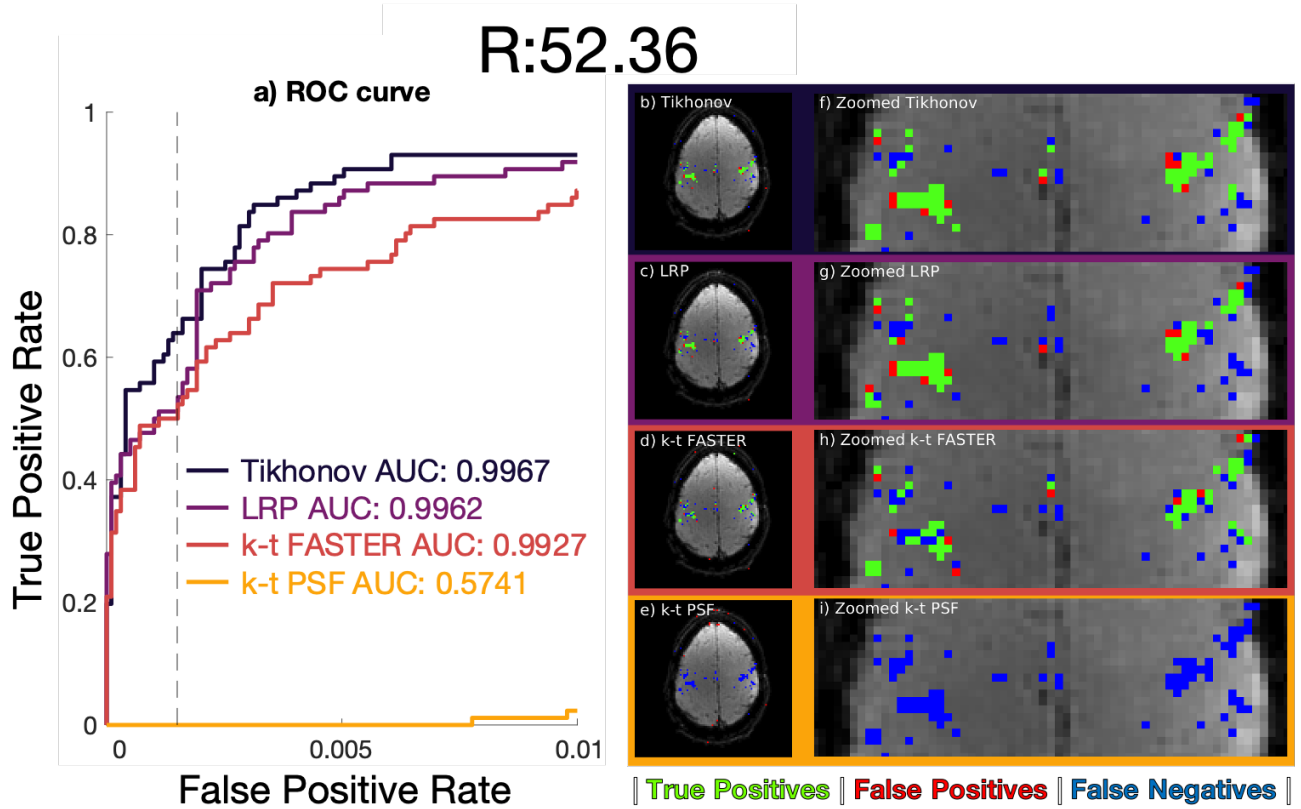 R:52.36
a) ROC curve
1
0.8
0.6
0.4
0.2
0
True Positive Rate
Tikhonov AUC: 0.9967
LRP AUC: 0.9962
k-t FASTER AUC: 0.9927
k-t PSF AUC: 0.5741
0 0.005 0.01
False Positive Rate
b) Tikhonov
f) Zoomed Tikhonov
c) LRP
g) Zoomed LRP
d) k-t FASTER
h) Zoomed k-t FASTER
e) k-t PSF
i) Zoomed k-t PSF
| True Positives | False Positives | False Negatives |